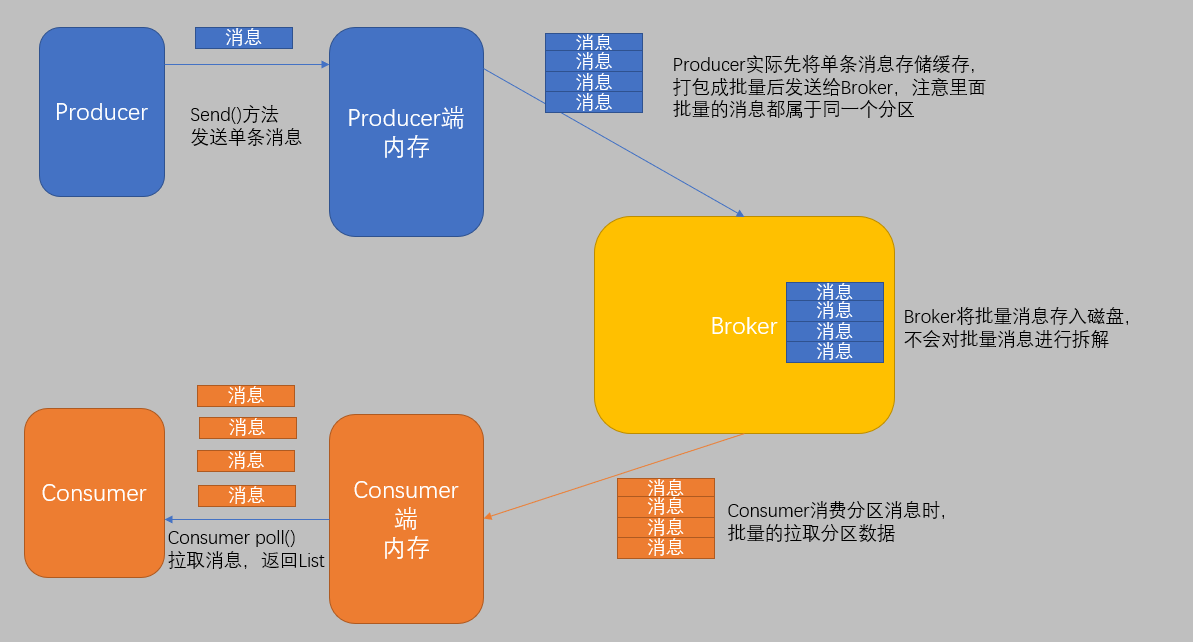 Producer
消息
Send()方法
发送单条消息
Producer端
内存
消息
消息
消息
消息
Producer实际先将单条消息存储缓存，
打包成批量后发送给Broker，注意里面
批量的消息都属于同一个分区
Broker
消息
消息
消息
消息
Broker将批量消息存入磁盘，
不会对批量消息进行拆解
Consumer
消息
消息
消息
消息
Consumer poll()
拉取消息，返回List
Consumer
端
内存
消息
消息
消息
消息
Consumer消费分区消息时，
批量的拉取分区数据